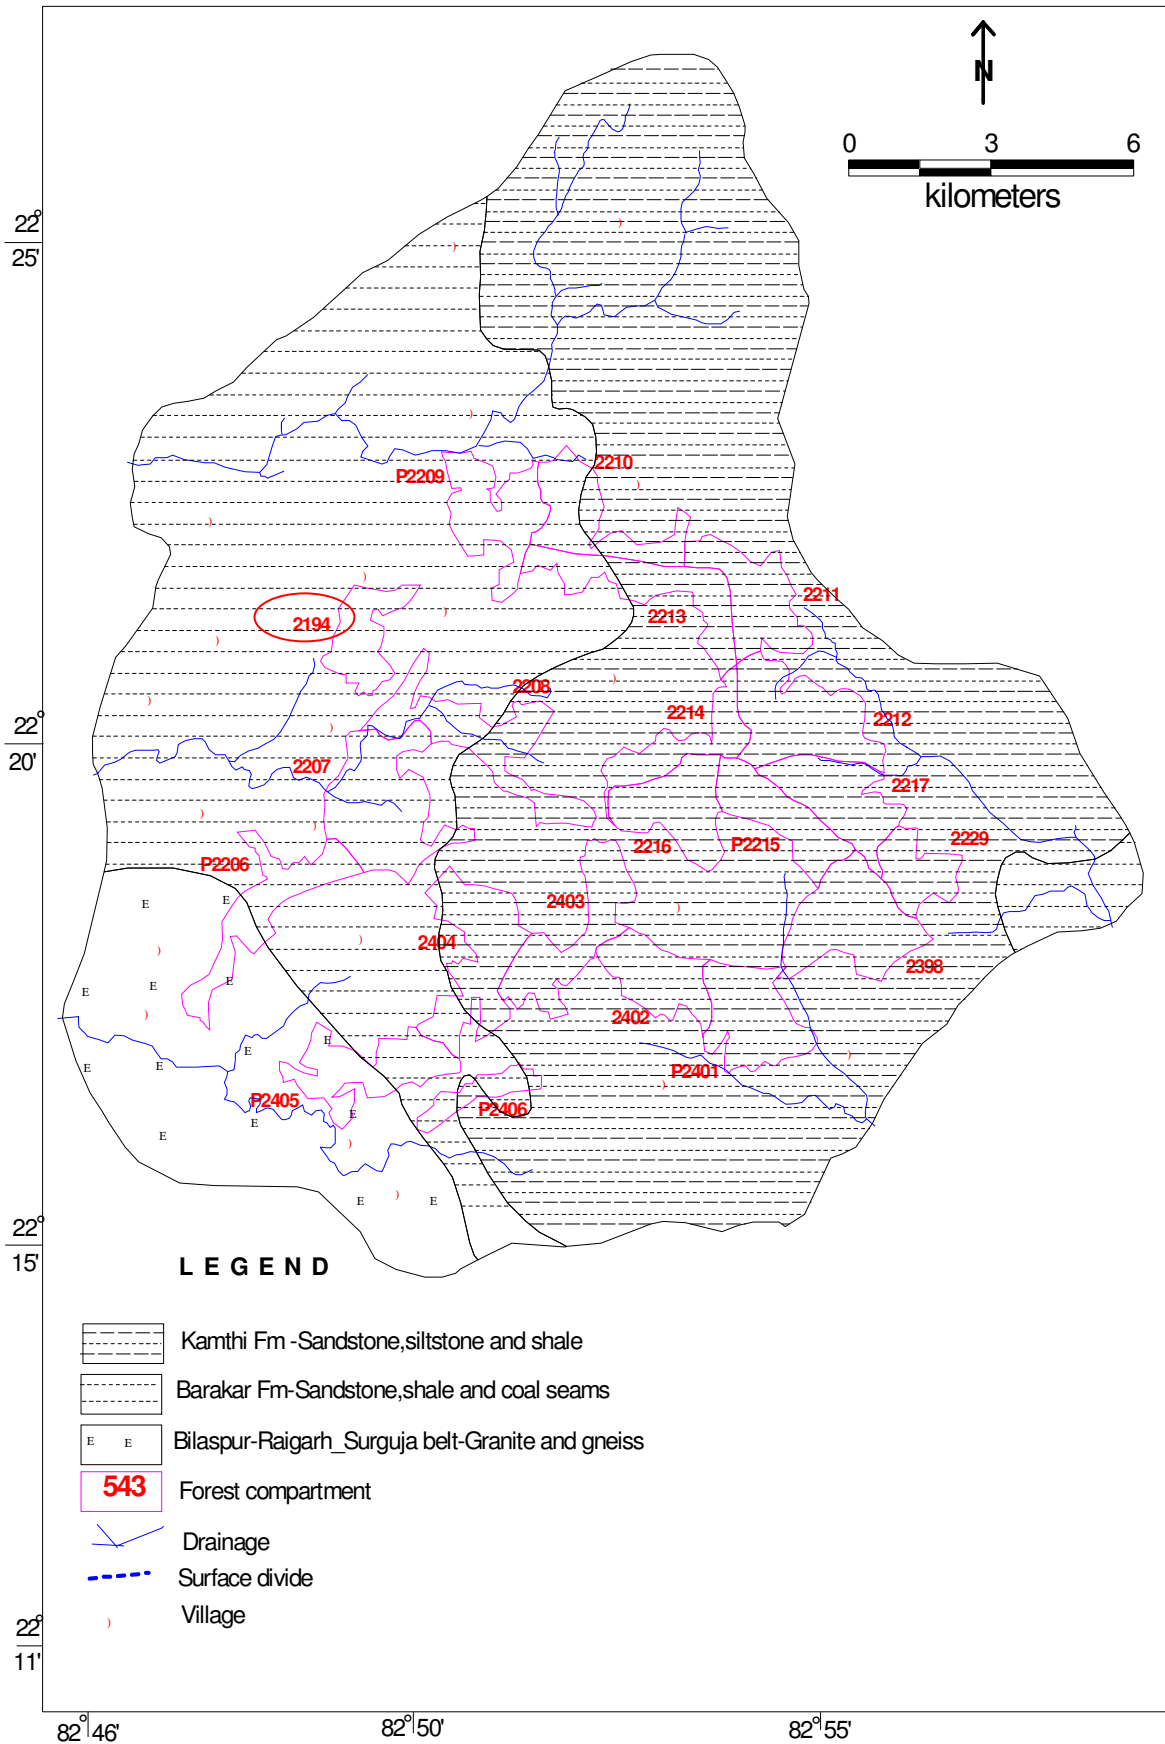 N
0 3 6
kilometers
22°
25'
P2209
2210
2211
2213
2194
2208
2214
2212
22°
20'
2207
2217
2229
2216
P2215
P2206
2403
2404
2398
2402
P2401
P2405
P2406
22°
15'
LEGEND
Kamthi Fm -Sandstone,siltstone and shale
Barakar Fm-Sandstone,shale and coal seams
E E Bilaspur-Raigarh_Surguja belt-Granite and gneiss
543 Forest compartment
Drainage
Surface divide
Village
22°
11'
82°46' 82°50' 82°55'